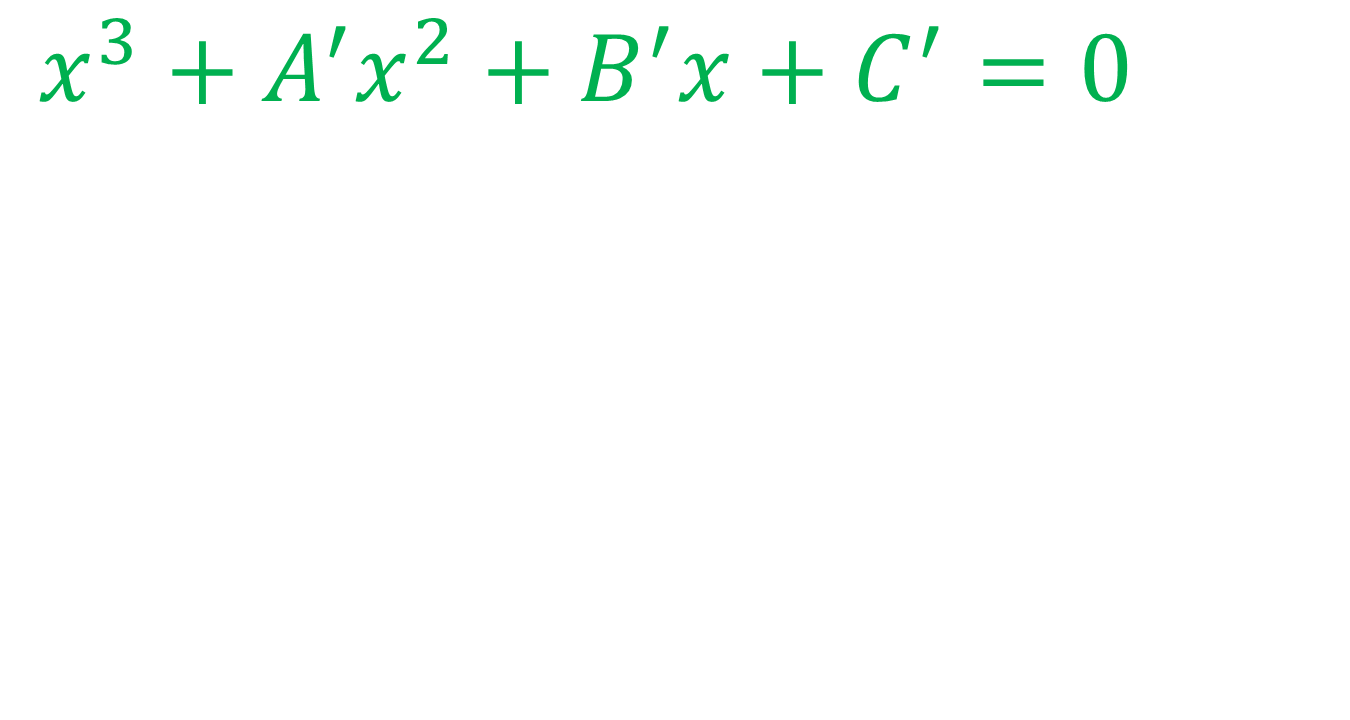 x³ + A′x² + B′x + C′ = 0